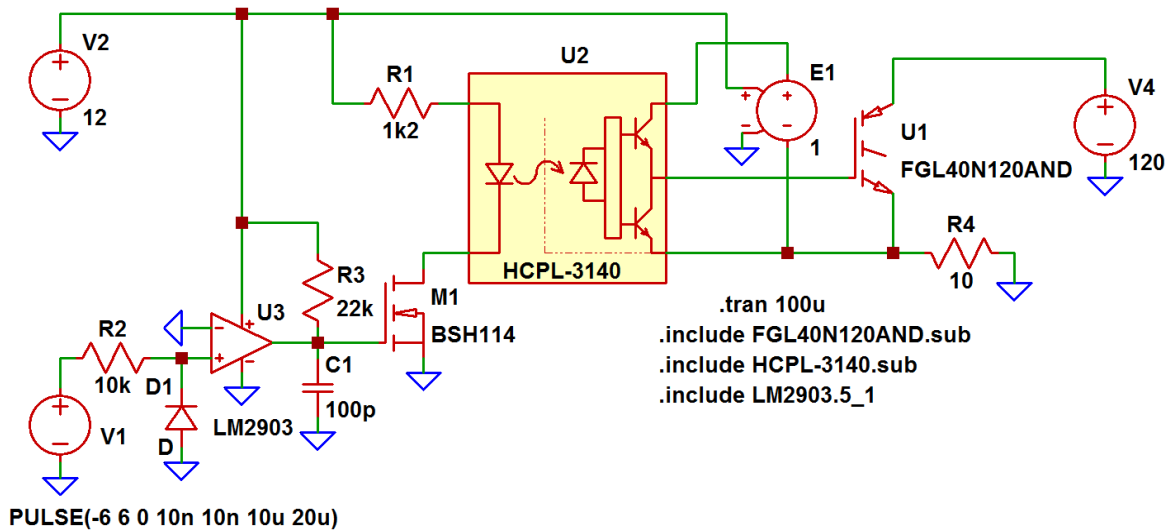 V2
12
R1
1k2
U2
HCPL-3140
E1
1
U1
FGL40N120AND
V4
120
R4
10
R3
22k
U3
M1
BSH114
R2
10k
D1
D
LM2903
C1
100p
V1
.tran 100u
.include FGL40N120AND.sub
.include HCPL-3140.sub
.include LM2903.5_1
PULSE(-6 6 0 10n 10n 10u 20u)